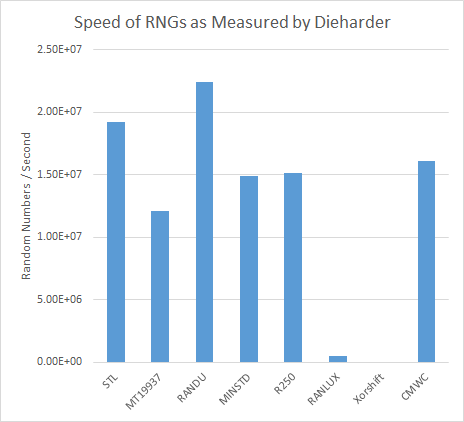 Speed of RNGs as Measured by Dieharder
Random Numbers / Second
2.50E+07
2.00E+07
1.50E+07
1.00E+07
5.00E+06
0.00E+00
STL
MT19937
RANDU
MINSTD
R250
RANLUX
Xorshift
CMWC